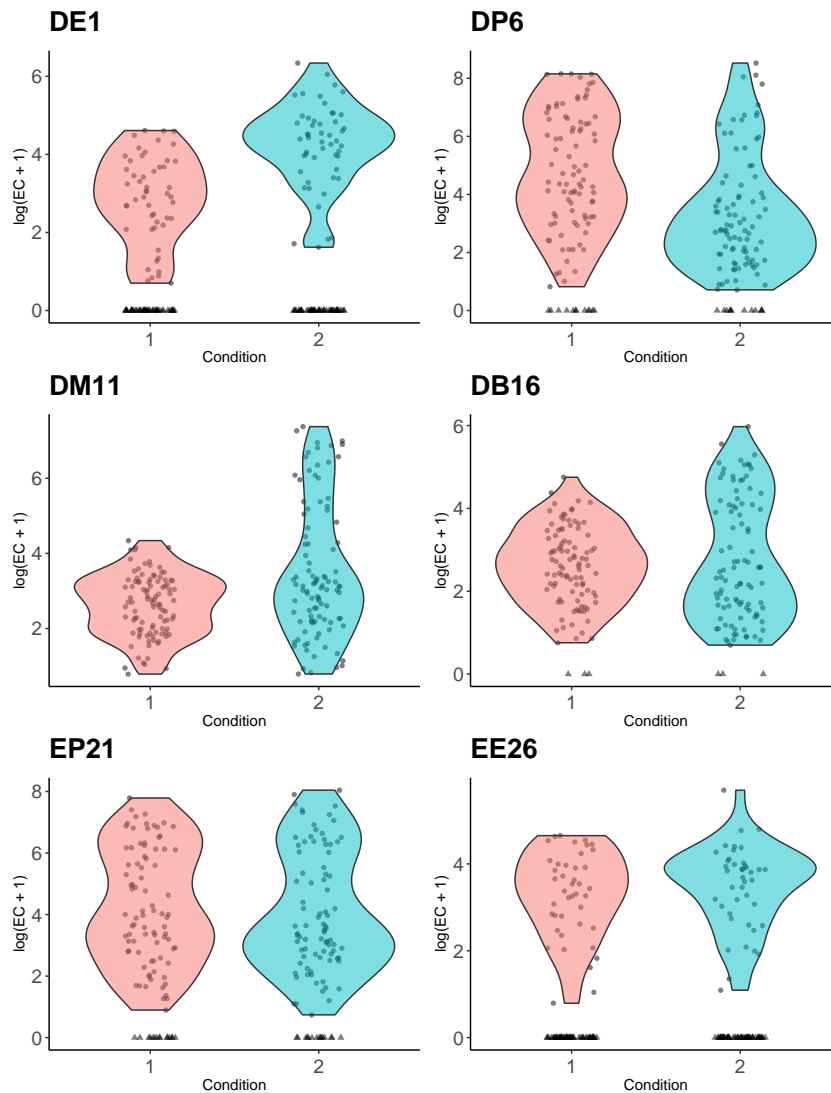 DE1
log(EC + 1)
6
4
2
0
1 2
Condition
DP6
log(EC + 1)
8
6
4
2
0
1 2
Condition
DM11
log(EC + 1)
6
4
2
1 2
Condition
DB16
log(EC + 1)
6
4
2
0
1 2
Condition
EP21
log(EC + 1)
8
6
4
2
0
1 2
Condition
EE26
log(EC + 1)
4
2
0
1 2
Condition